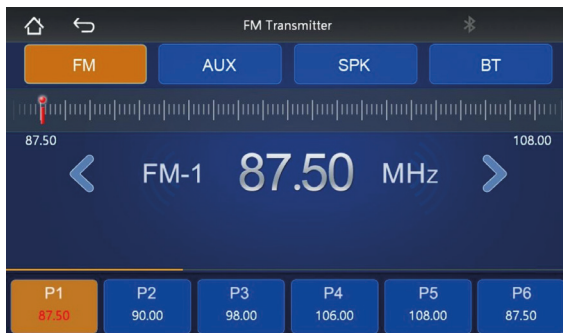 FM Transmitter
FM AUX SPK BT
87.50 108.00
FM-1 87.50 MHz
P1 P2 P3 P4 P5 P6
87.50 90.00 98.00 106.00 108.00 87.50